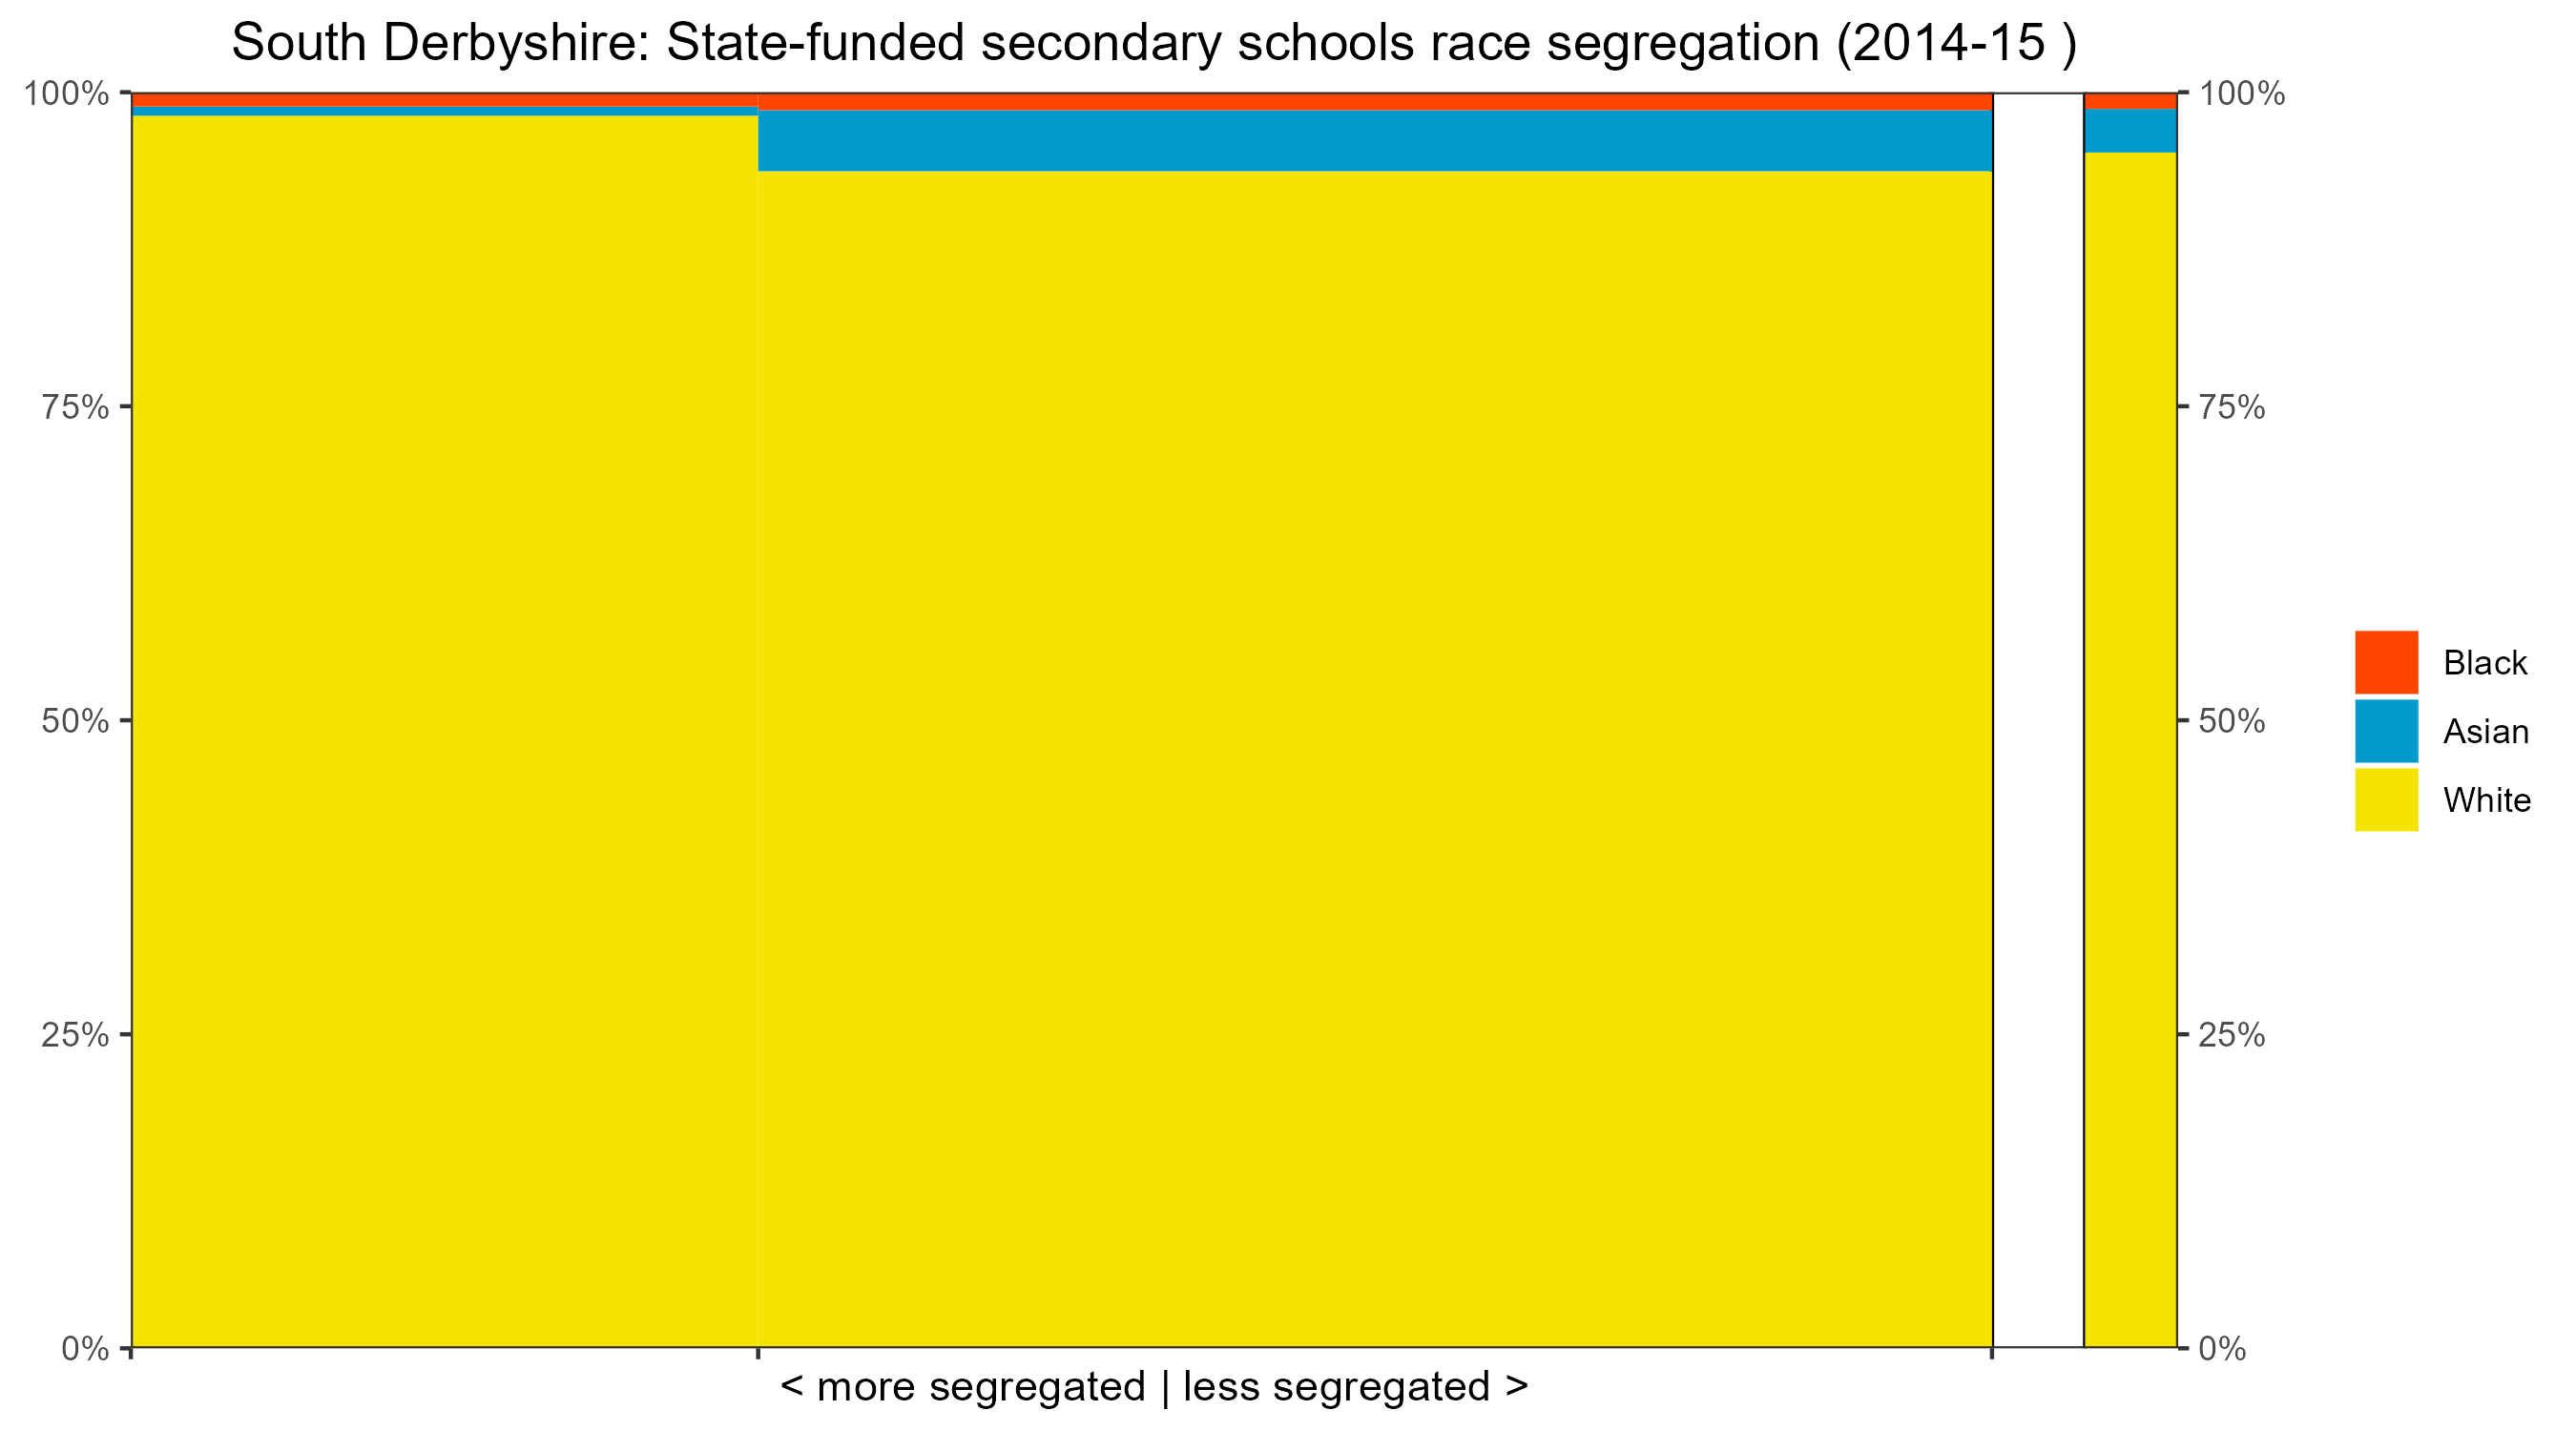 South Derbyshire: State-funded secondary schools race segregation (2014-15 )
100%
75%
50%
25%
0%
100%
75%
50%
25%
0%
Black
Asian
White
< more segregated | less segregated >